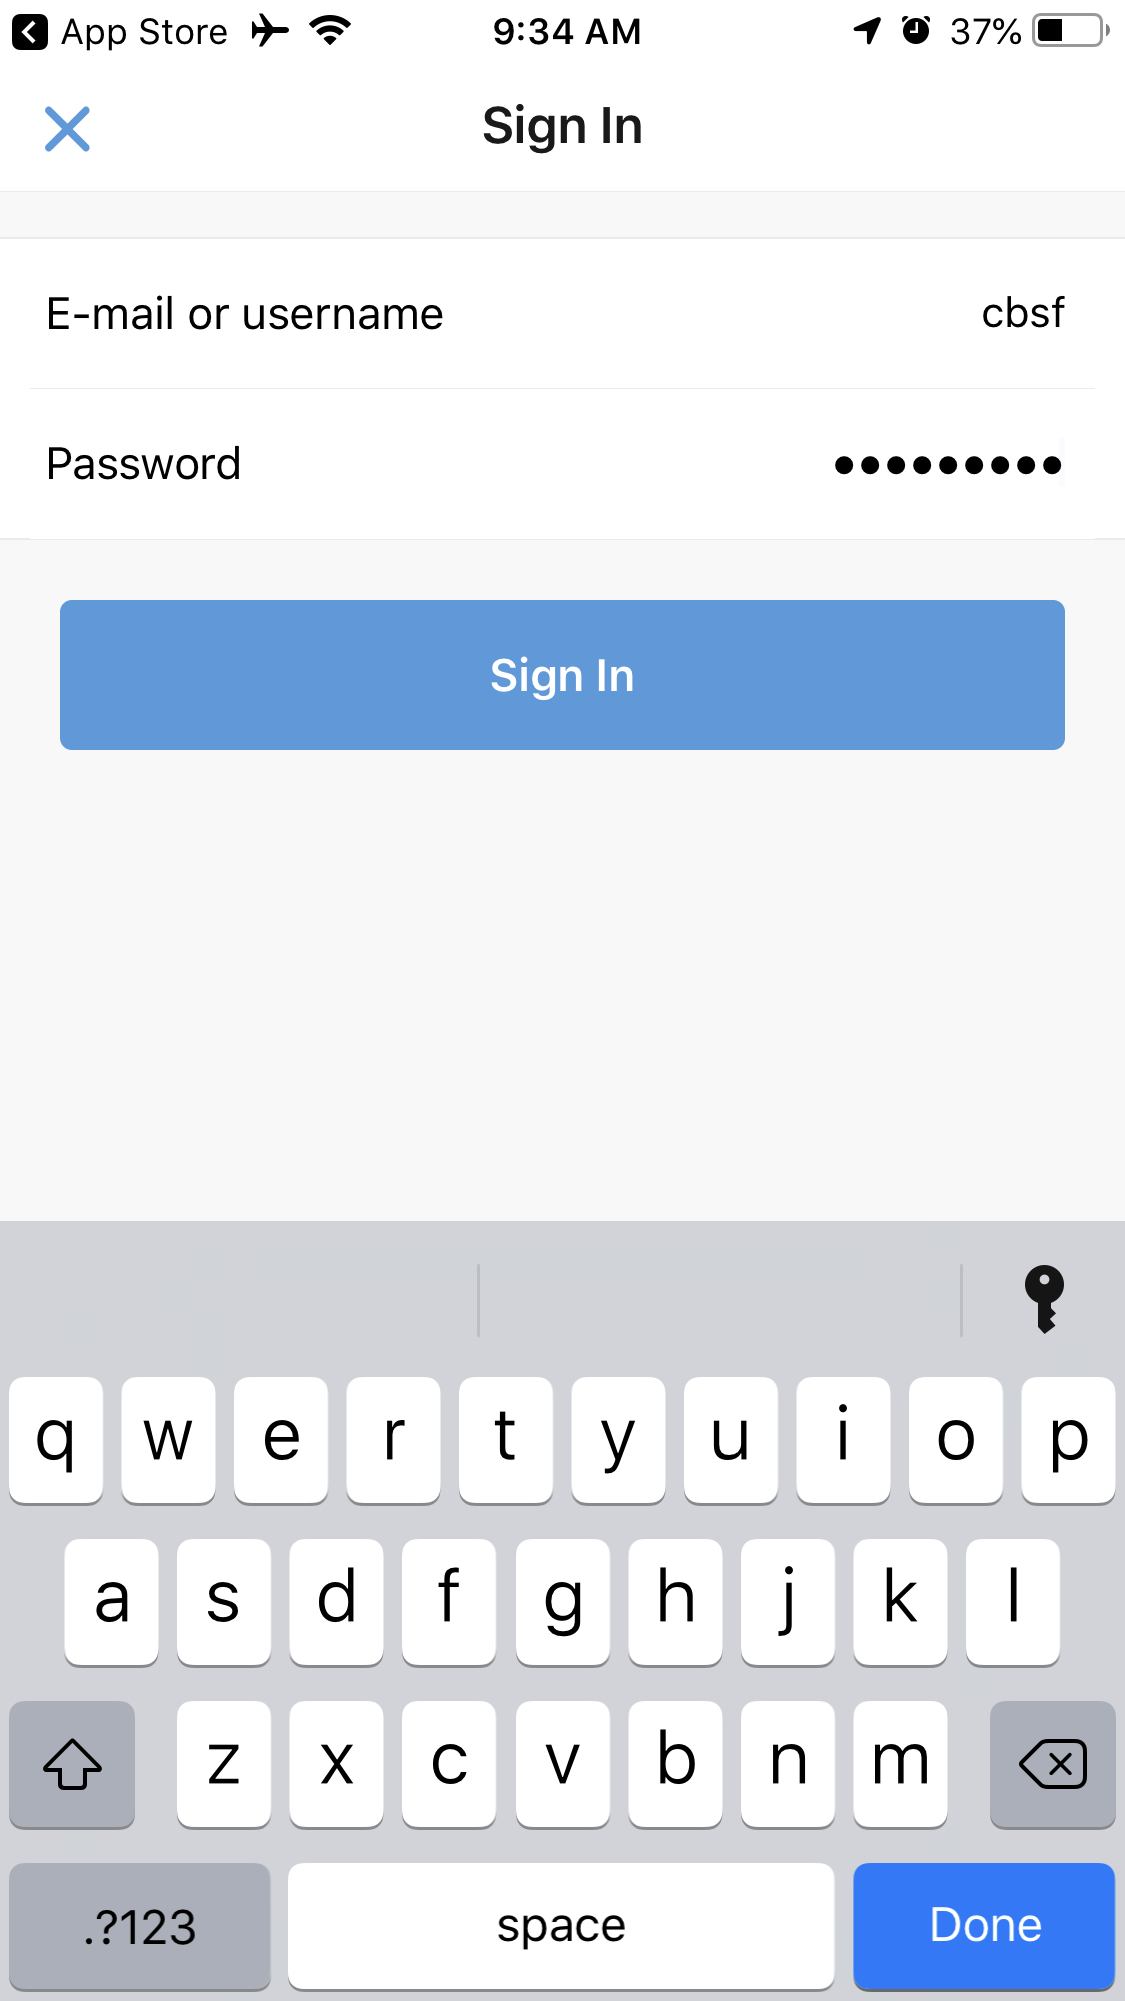 App Store 9:34 AM 37%
Sign In
E-mail or username cbsf
Password •••••••••
Sign In
q w e r t y u i o p
a s d f g h j k l
z x c v b n m
.?123 space Done